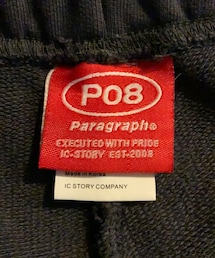 P08
Paragraph®
EXECUTED WITH PRIDE
IC-STORY EST-2008
Made in Korea
IC STORY COMPANY